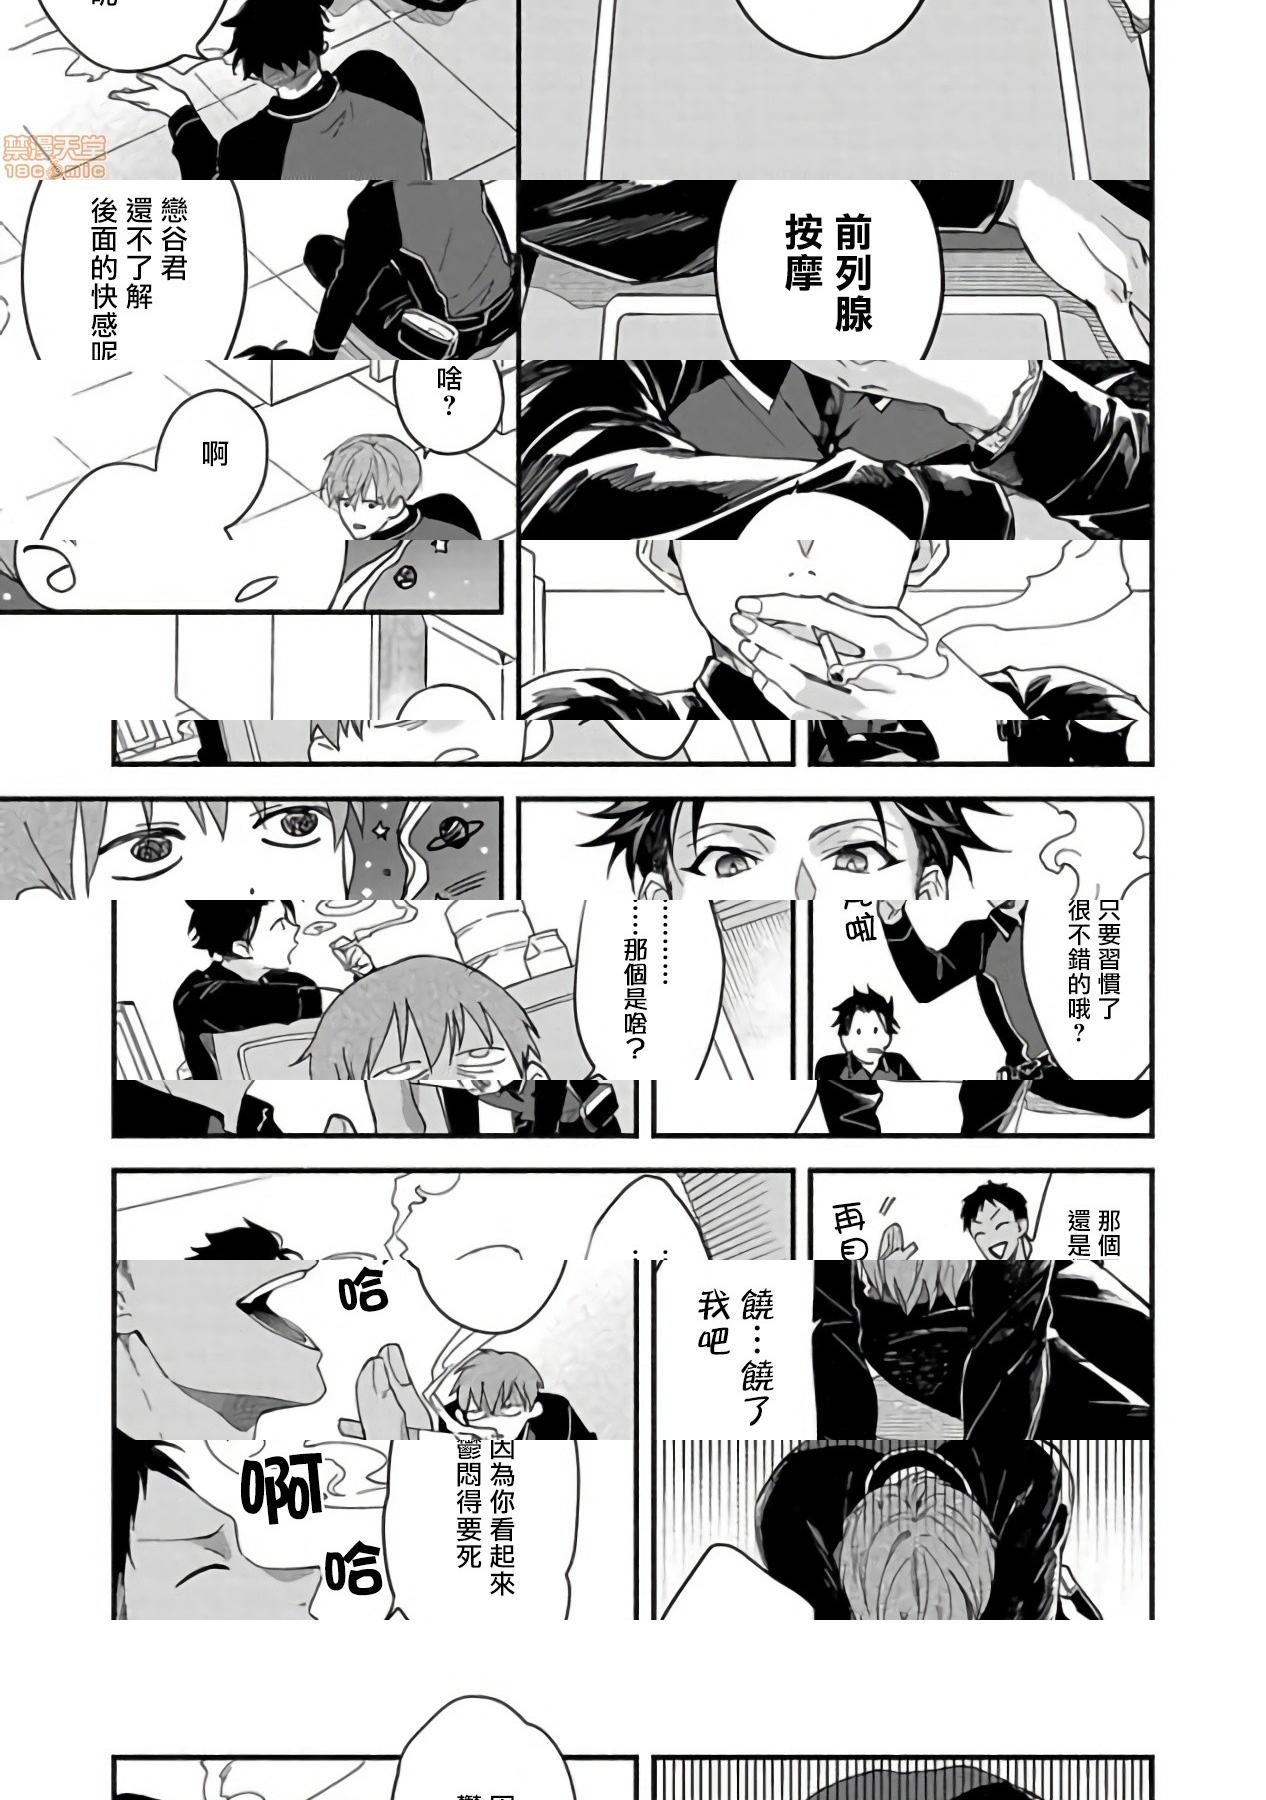 禁漫天堂
18comic
前列腺
按摩
戀谷君
還不了解
後面的快感呢
啥?
啊
只要習慣了
很不錯的哦?
啦
…………
……那個是啥?
那個
還是
再
饒…饒了
我吧
哈
因為你看起來
鬱悶得要死
啊
哈